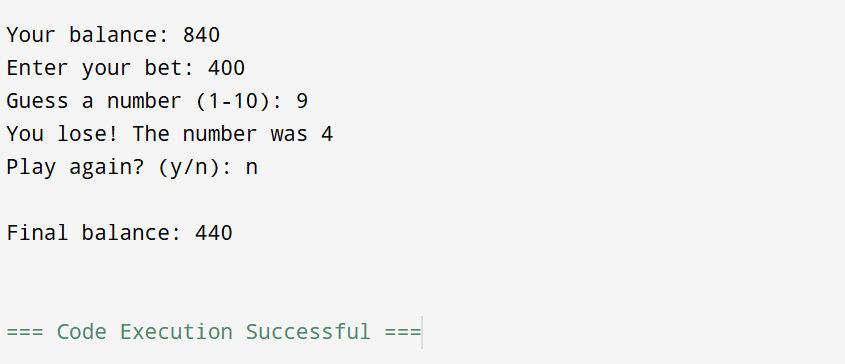 Your balance: 840
Enter your bet: 400
Guess a number (1-10): 9
You lose! The number was 4
Play again? (y/n): n
Final balance: 440
=== Code Execution Successful ===